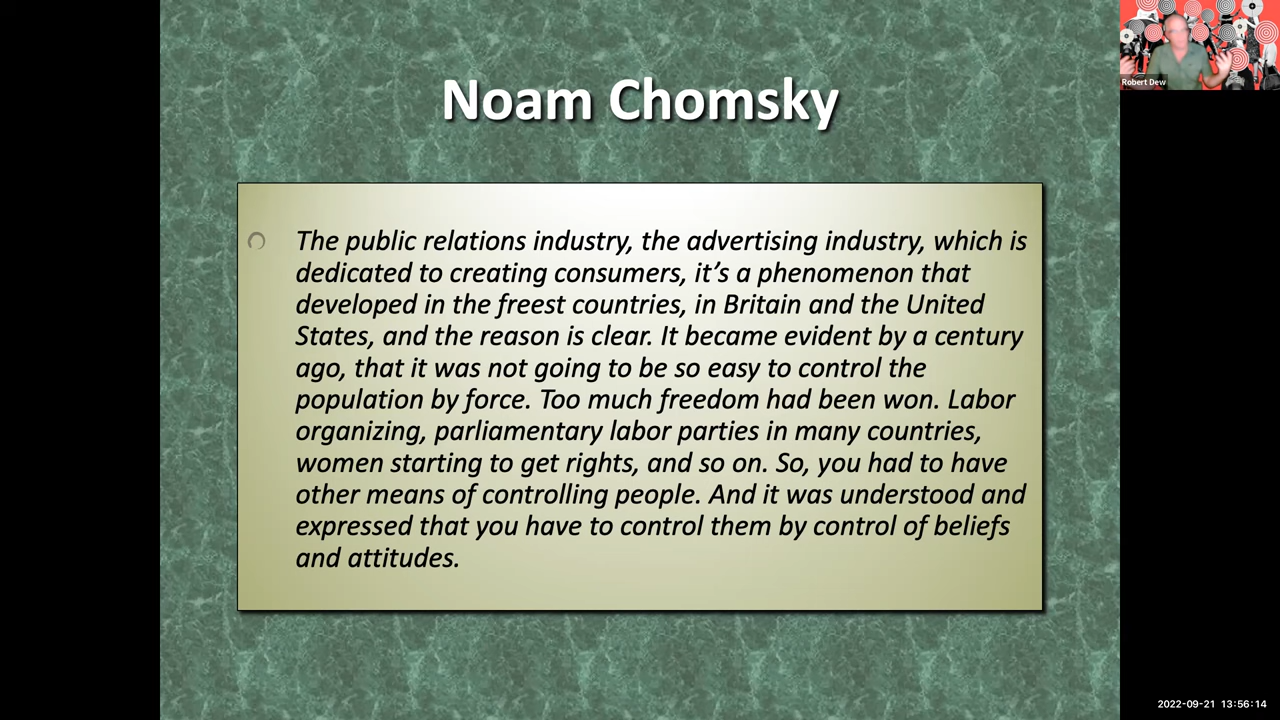 Noam Chomsky
The public relations industry, the advertising industry, which is
dedicated to creating consumers, it’s a phenomenon that
developed in the freest countries, in Britain and the United
States, and the reason is clear. It became evident by a century
ago, that it was not going to be so easy to control the
population by force. Too much freedom had been won. Labor
organizing, parliamentary labor parties in many countries,
women starting to get rights, and so on. So, you had to have
other means of controlling people. And it was understood and
expressed that you have to control them by control of beliefs
and attitudes.
Robert Dew
2022-09-21 13:56:14